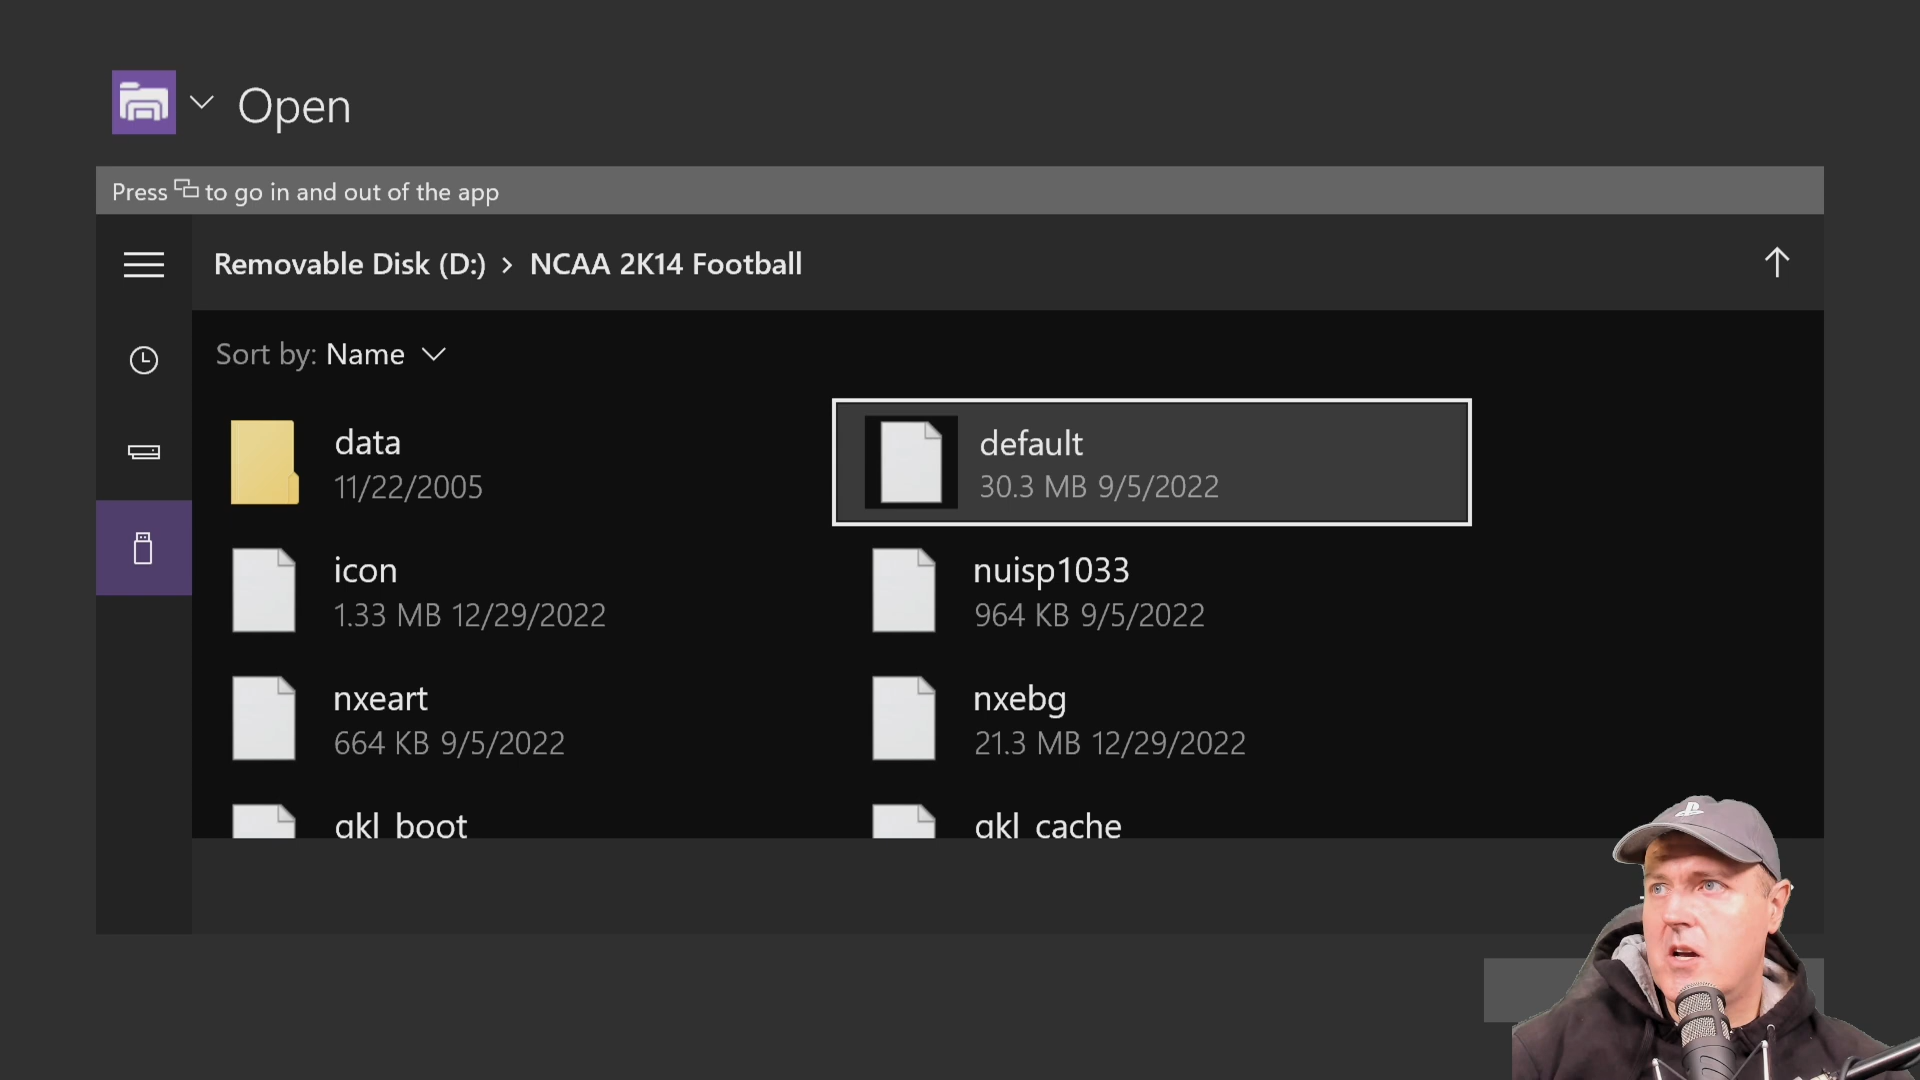 Open
Press to go in and out of the app
Removable Disk (D:) > NCAA 2K14 Football
Sort by: Name
data
11/22/2005
default
30.3 MB 9/5/2022
icon
1.33 MB 12/29/2022
nuisp1033
964 KB 9/5/2022
nxeart
664 KB 9/5/2022
nxebg
21.3 MB 12/29/2022
qkl_boot
qkl_cache